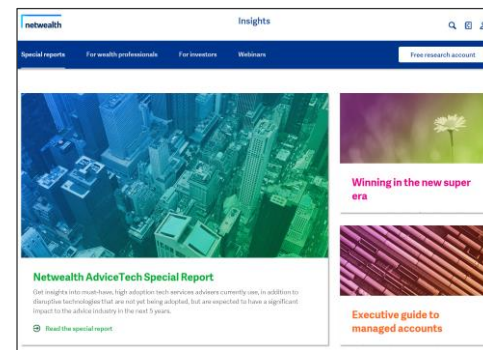 netwealth
Insights
Special reports For wealth professionals For investors Webinars Free research account
Netwealth AdviceTech Special Report
Get insights into must-have, high adoption tech services advisers currently use, in addition to
disruptive technologies that are not yet being adopted, but are expected to have a significant
impact to the advice industry in the next 5 years.
Read the special report
Winning in the new super
era
Executive guide to
managed accounts